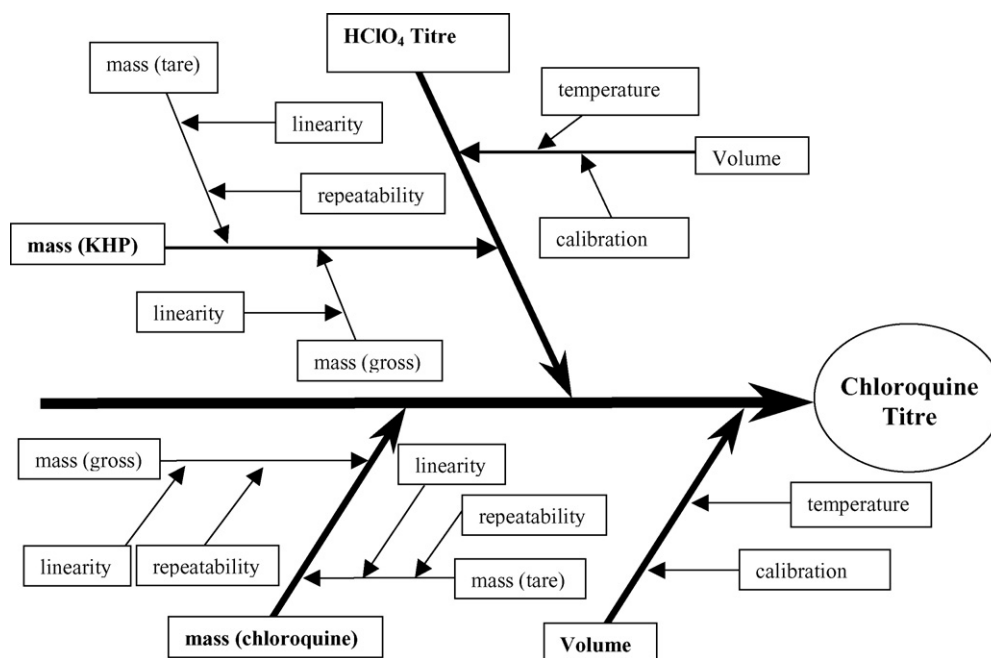 HClO₄ Titre
mass (tare)
temperature
linearity
Volume
repeatability
mass (KHP)
calibration
linearity
mass (gross)
Chloroquine
Titre
mass (gross)
linearity
temperature
repeatability
linearity
repeatability
mass (tare)
calibration
mass (chloroquine)
Volume